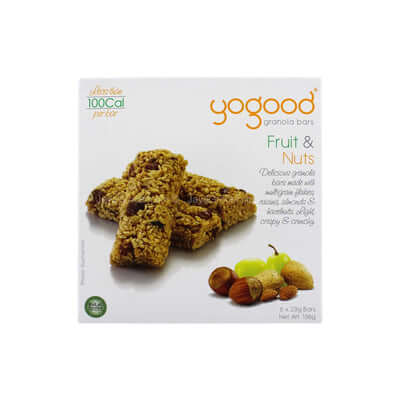 Less than
100Cal
per bar
yogood
granola bars
Fruit &
Nuts
Delicious granola
bars made with
multigrain flakes,
raisins, almonds &
hazelnuts. Light,
crispy & crunchy.
6 x 23g Bars
Net Wt.